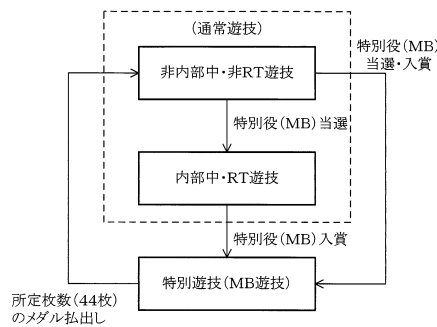 (通常遊技)
特別役(MB)
当選・入賞
非内部中・非RT遊技
特別役(MB)当選
内部中・RT遊技
特別役(MB)入賞
特別遊技(MB遊技)
所定枚数(44枚)
のメダル払出し